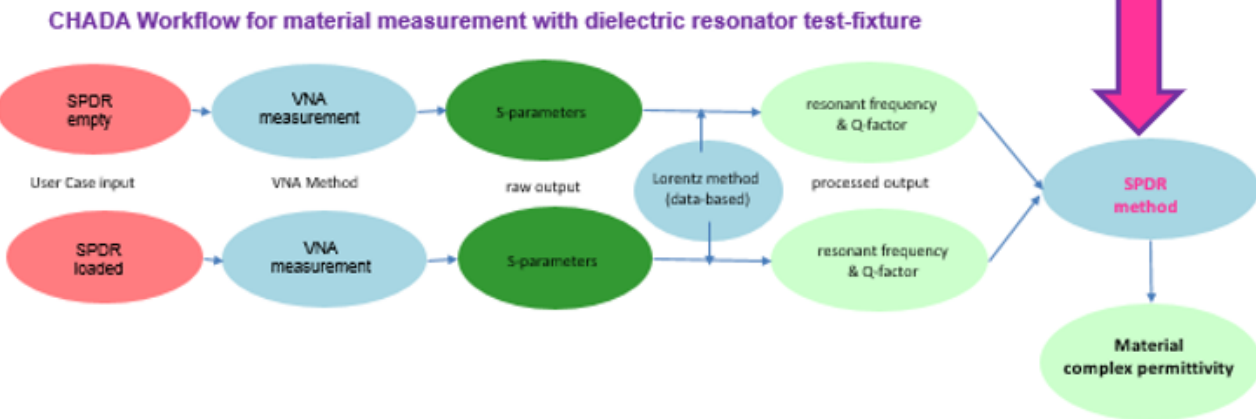 CHADA Workflow for material measurement with dielectric resonator test-fixture
SPDR
empty
VNA
measurement
S-parameters
resonant frequency
& Q-factor
User Case input
VNA Method
raw output
Lorentz method
(data-based)
processed output
SPDR
method
SPDR
loaded
VNA
measurement
S-parameters
resonant frequency
& Q-factor
Material
complex permittivity